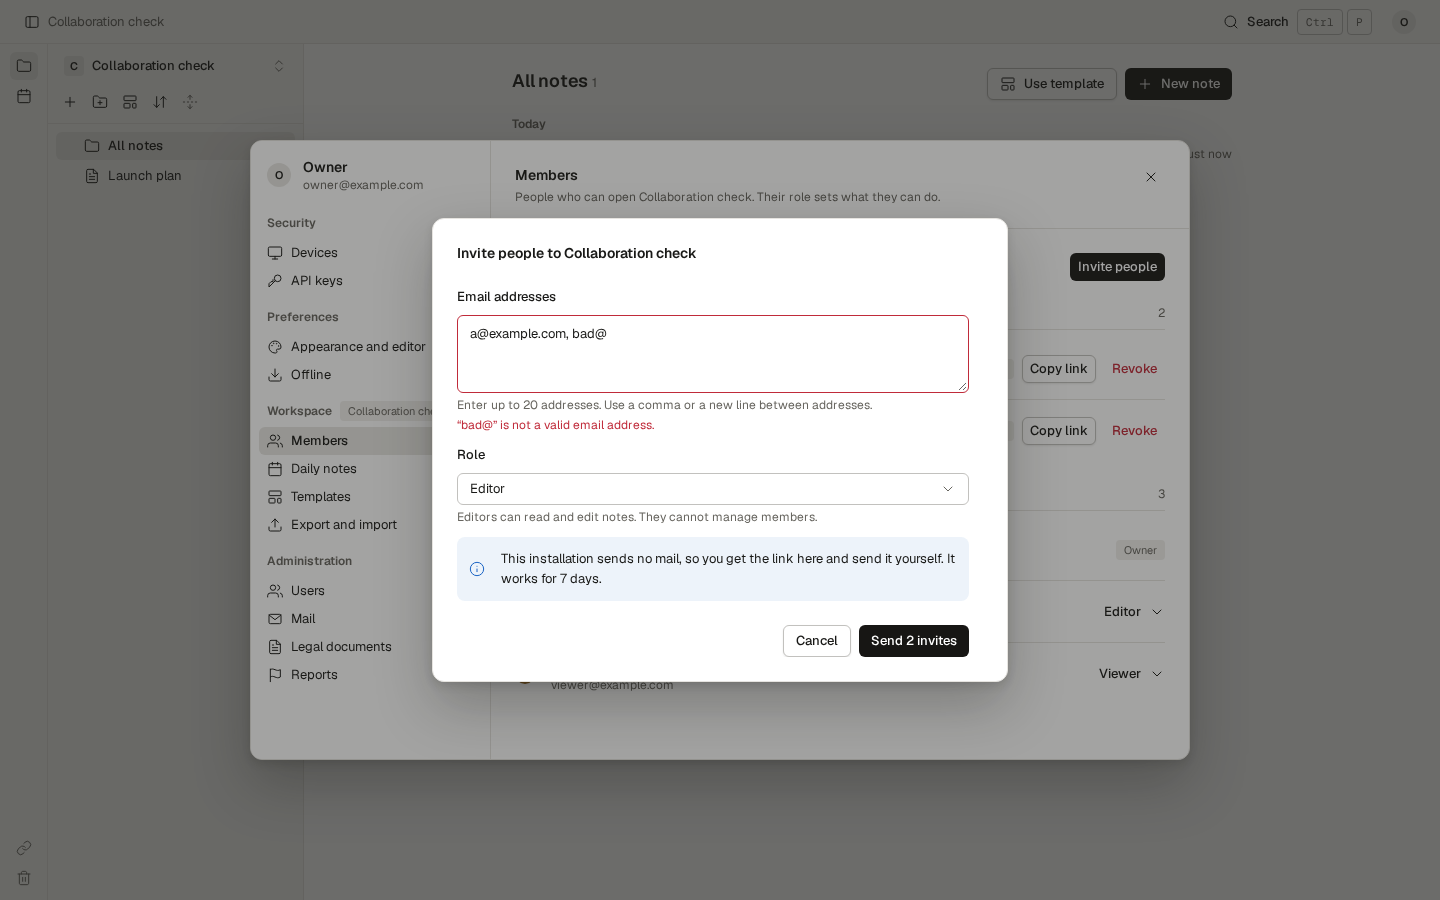 Collaboration check
Search Ctrl P O
C Collaboration check
All notes
Launch plan
All notes 1
Use template
New note
Today
ust now
O Owner
owner@example.com
Security
Devices
API keys
Preferences
Appearance and editor
Offline
Workspace Collaboration che
Members
Daily notes
Templates
Export and import
Administration
Users
Mail
Legal documents
Reports
Members
People who can open Collaboration check. Their role sets what they can do.
Invite people
2
Copy link Revoke
Copy link Revoke
3
Owner
Editor
Viewer
viewer@example.com
Invite people to Collaboration check
Email addresses
a@example.com, bad@
Enter up to 20 addresses. Use a comma or a new line between addresses.
“bad@” is not a valid email address.
Role
Editor
Editors can read and edit notes. They cannot manage members.
This installation sends no mail, so you get the link here and send it yourself. It
works for 7 days.
Cancel
Send 2 invites